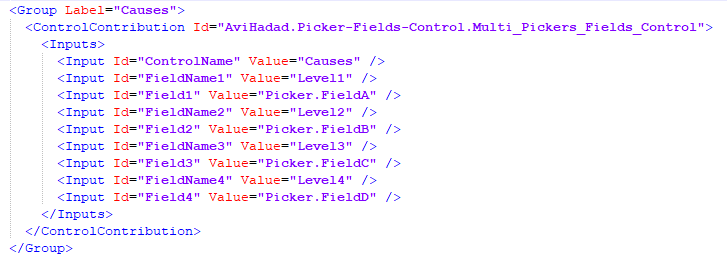 <Group Label="Causes">
<ControlContribution Id="AviHadad.Picker-Fields-Control.Multi_Pickers_Fields_Control">
<Inputs>
<Input Id="ControlName" Value="Causes" />
<Input Id="FieldName1" Value="Level1" />
<Input Id="Field1" Value="Picker.FieldA" />
<Input Id="FieldName2" Value="Level2" />
<Input Id="Field2" Value="Picker.FieldB" />
<Input Id="FieldName3" Value="Level3" />
<Input Id="Field3" Value="Picker.FieldC" />
<Input Id="FieldName4" Value="Level4" />
<Input Id="Field4" Value="Picker.FieldD" />
</Inputs>
</ControlContribution>
</Group>